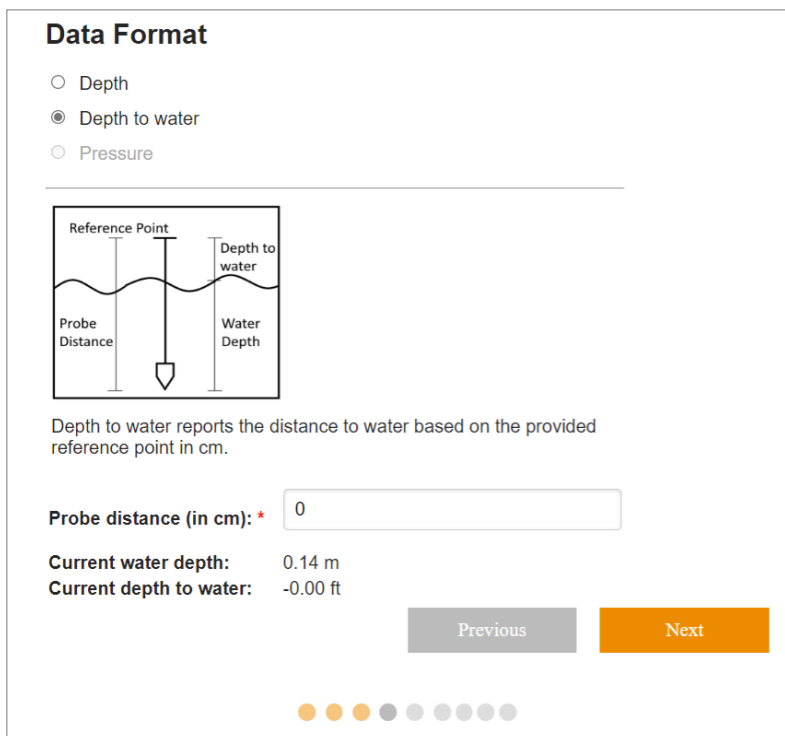 Data Format
Depth
Depth to water
Pressure
Reference Point
Depth to
water
Probe
Distance
Water
Depth
Depth to water reports the distance to water based on the provided
reference point in cm.
Probe distance (in cm): * 0
Current water depth: 0.14 m
Current depth to water: -0.00 ft
Previous Next